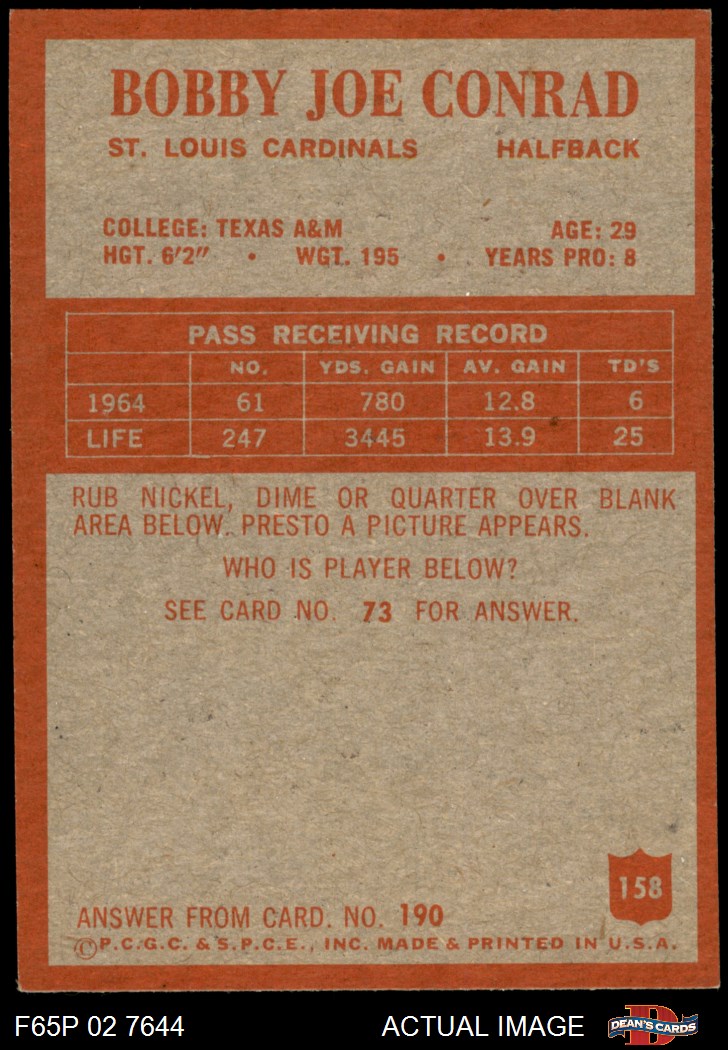 BOBBY JOE CONRAD
ST. LOUIS CARDINALS HALFBACK
COLLEGE: TEXAS A&M AGE: 29
HGT. 6'2" • WGT. 195 • YEARS PRO: 8
PASS RECEIVING RECORD
NO. YDS. GAIN AV. GAIN TD'S
1964 61 780 12.8 6
LIFE 247 3445 13.9 25
RUB NICKEL, DIME OR QUARTER OVER BLANK
AREA BELOW. PRESTO A PICTURE APPEARS.
WHO IS PLAYER BELOW?
SEE CARD NO. 73 FOR ANSWER.
158
ANSWER FROM CARD. NO. 190
©P.C.G.C. & S.P.C.E., INC. MADE & PRINTED IN U.S.A.
F65P 02 7644 ACTUAL IMAGE D DEAN'S CARDS